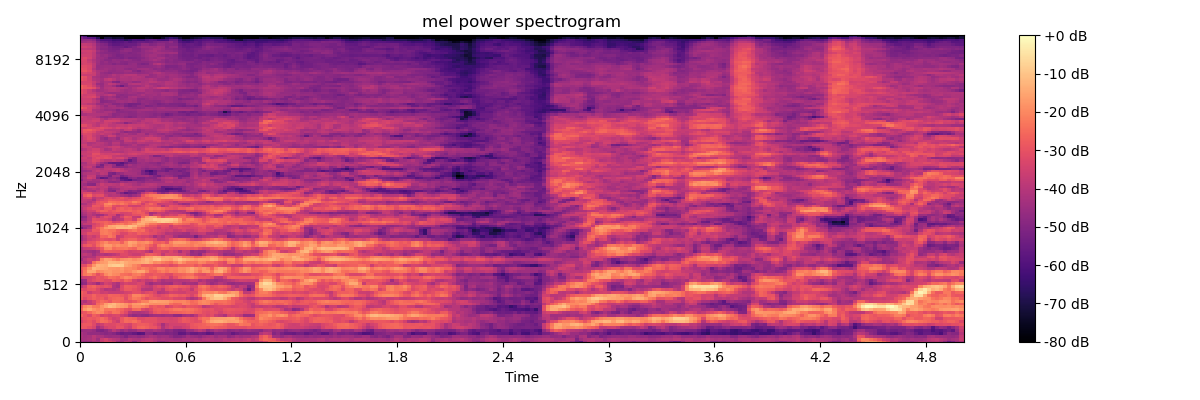 mel power spectrogram
8192
4096
2048
1024
512
0
Hz
0 0.6 1.2 1.8 2.4 3 3.6 4.2 4.8
Time
+0 dB
-10 dB
-20 dB
-30 dB
-40 dB
-50 dB
-60 dB
-70 dB
-80 dB